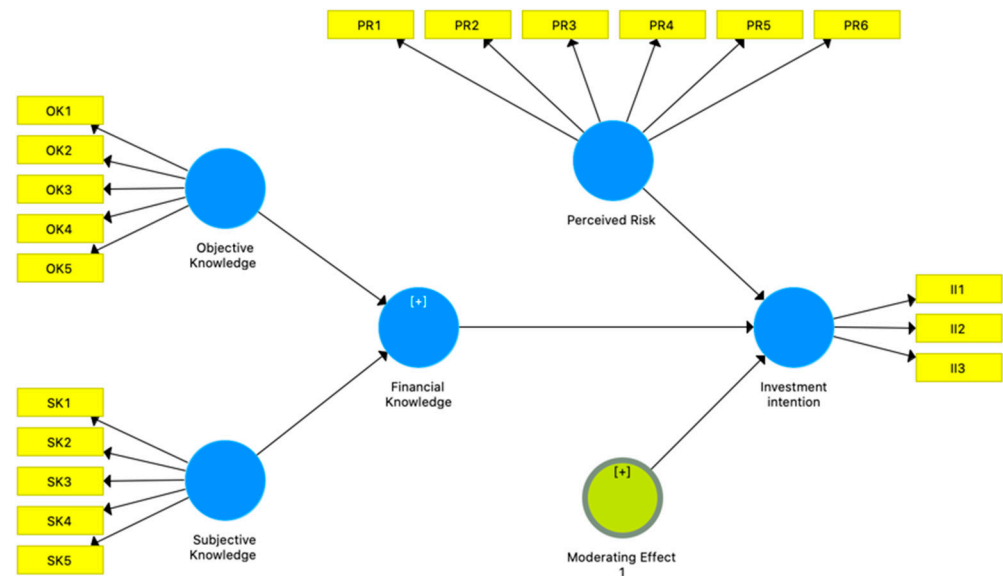 PR1
PR2
PR3
PR4
PR5
PR6
Perceived Risk
OK1
OK2
OK3
OK4
OK5
Objective
Knowledge
[+]
Financial
Knowledge
II1
II2
II3
Investment
intention
SK1
SK2
SK3
SK4
SK5
Subjective
Knowledge
[+]
Moderating Effect
1